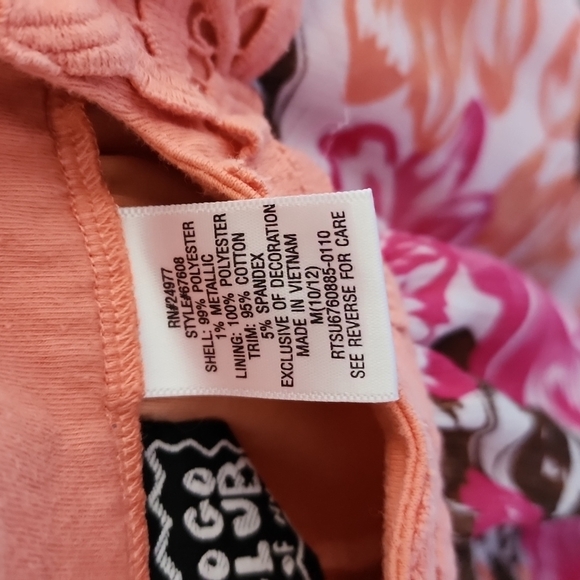 RN#24977
STYLE#67608
SHELL: 99% POLYESTER
1% METALLIC
LINING: 100% POLYESTER
TRIM: 95% COTTON
5% SPANDEX
EXCLUSIVE OF DECORATION
MADE IN VIETNAM
M(10/12)
RTSU6760885-0110
SEE REVERSE FOR CARE